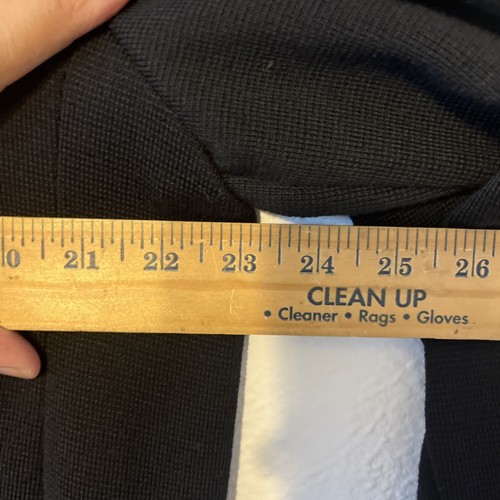 0 21 22 23 24 25 26
CLEAN UP
• Cleaner • Rags • Gloves